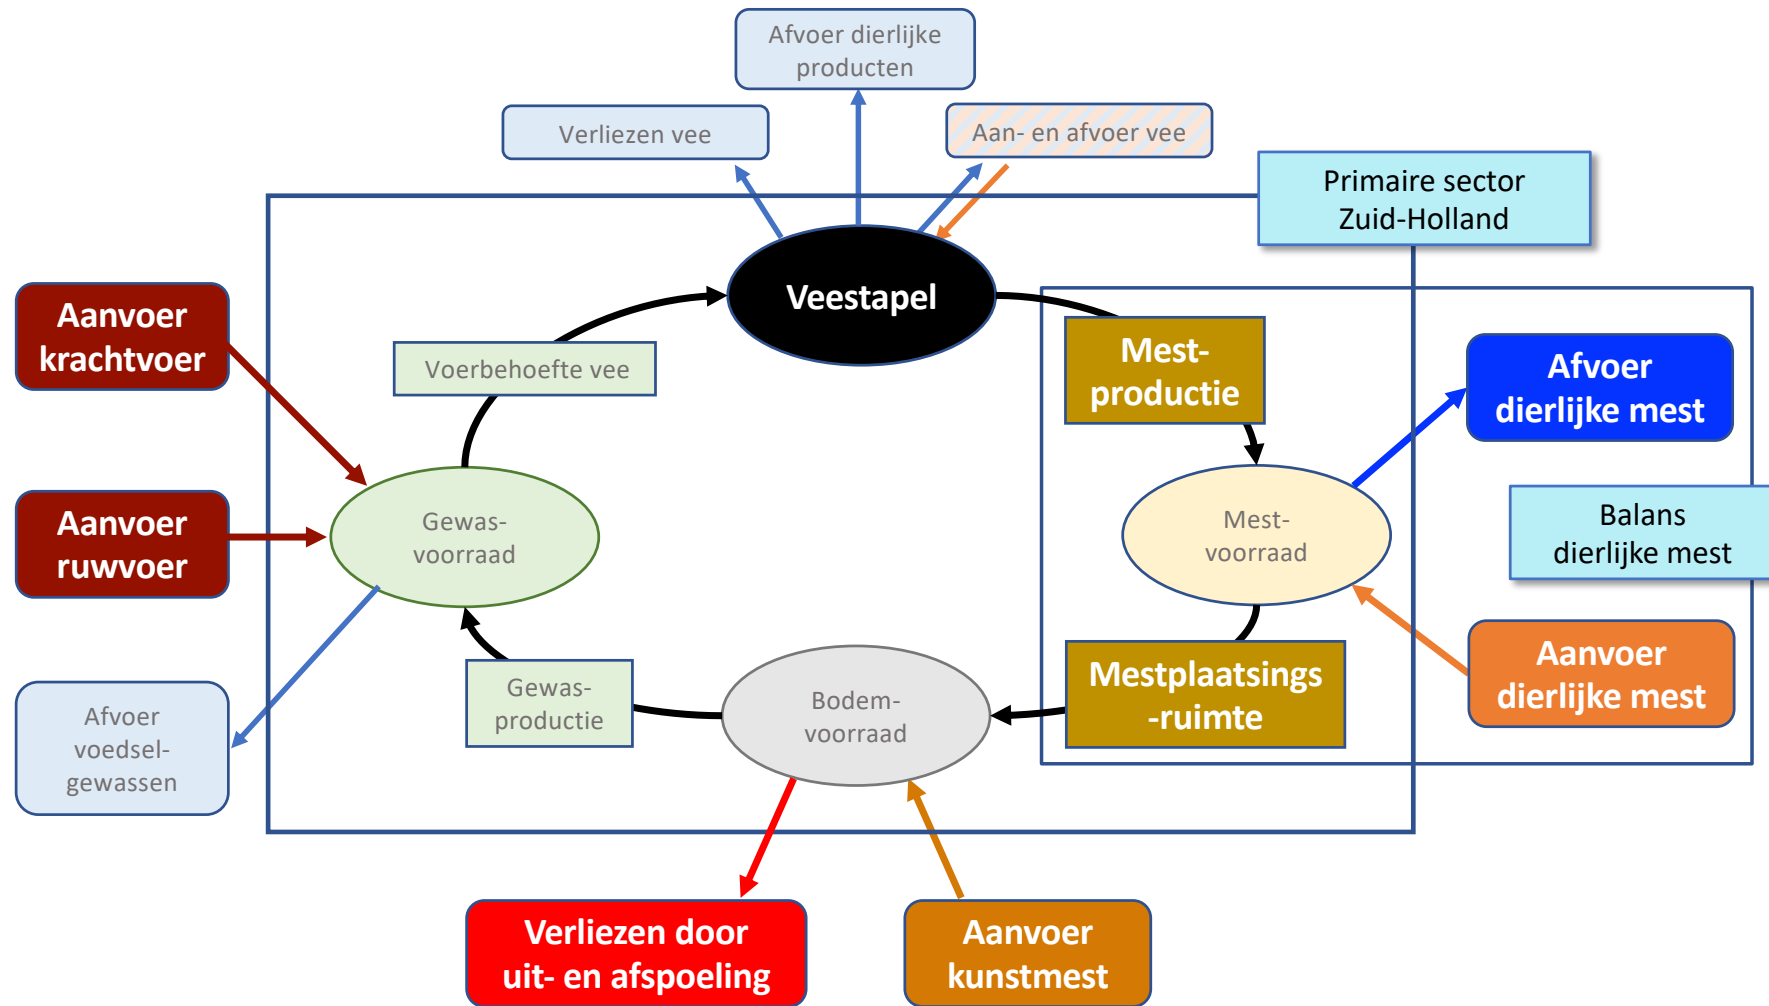 Afvoer dierlijke
producten
Verliezen vee
Aan- en afvoer vee
Primaire sector
Zuid-Holland
Veestapel
Aanvoer
krachtvoer
Voerbehoefte vee
Mest-
productie
Afvoer
dierlijke mest
Aanvoer
ruwvoer
Gewas-
voorraad
Mest-
voorraad
Balans
dierlijke mest
Afvoer
voedsel-
gewassen
Gewas-
productie
Bodem-
voorraad
Mestplaatsings
-ruimte
Aanvoer
dierlijke mest
Verliezen door
uit- en afspoeling
Aanvoer
kunstmest